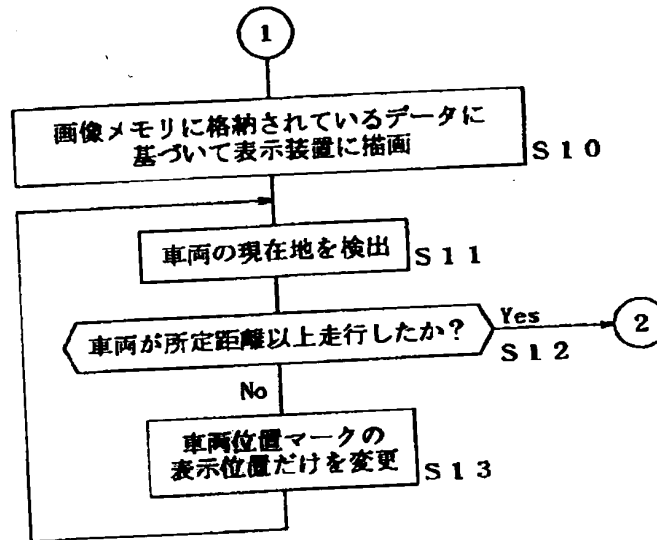 1
画像メモリに格納されているデータに
基づいて表示装置に描画
S10
車両の現在地を検出
S11
車両が所定距離以上走行したか?
Yes
2
S12
No
車両位置マークの
表示位置だけを変更
S13